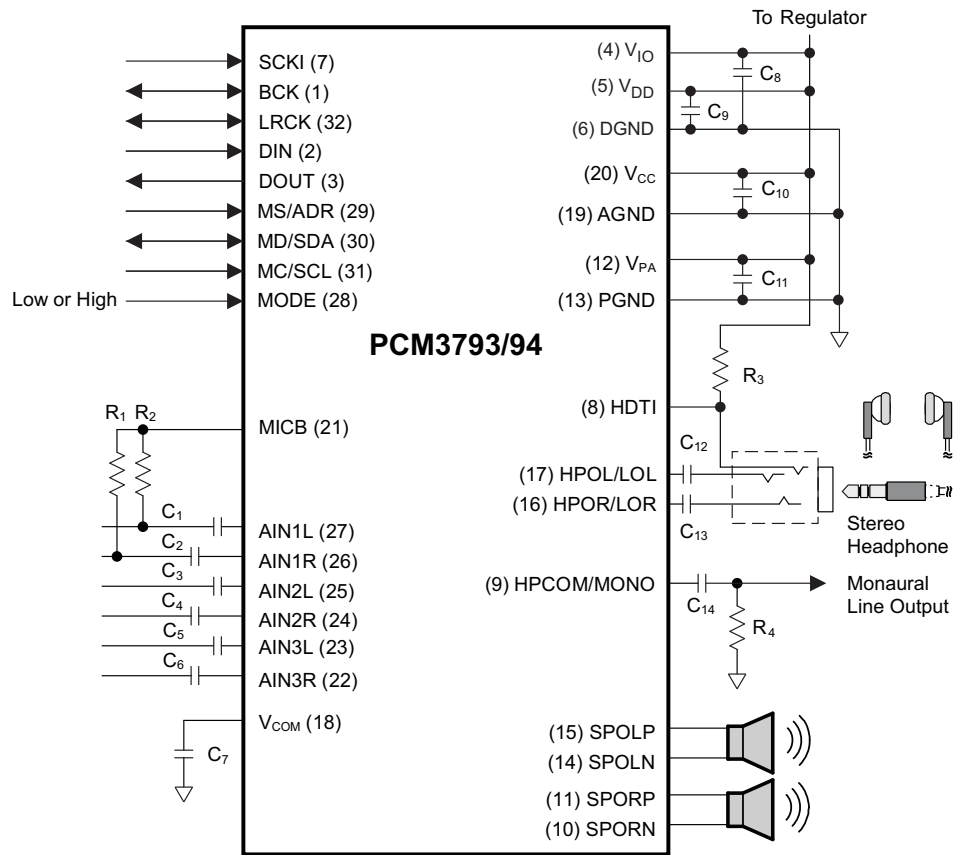 To Regulator
SCKI (7)
BCK (1)
LRCK (32)
DIN (2)
DOUT (3)
MS/ADR (29)
MD/SDA (30)
MC/SCL (31)
Low or High
MODE (28)
PCM3793/94
(4) VIO
C8
(5) VDD
C9
(6) DGND
(20) VCC
C10
(19) AGND
(12) VPA
C11
(13) PGND
R3
R1 R2
MICB (21)
(8) HDTI
C12
(17) HPOL/LOL
(16) HPOR/LOR
C13
Stereo
Headphone
C1
AIN1L (27)
C2
AIN1R (26)
C3
AIN2L (25)
C4
AIN2R (24)
C5
AIN3L (23)
C6
AIN3R (22)
(9) HPCOM/MONO
C14
Monaural
Line Output
R4
VCOM (18)
C7
(15) SPOLP
(14) SPOLN
(11) SPORP
(10) SPORN